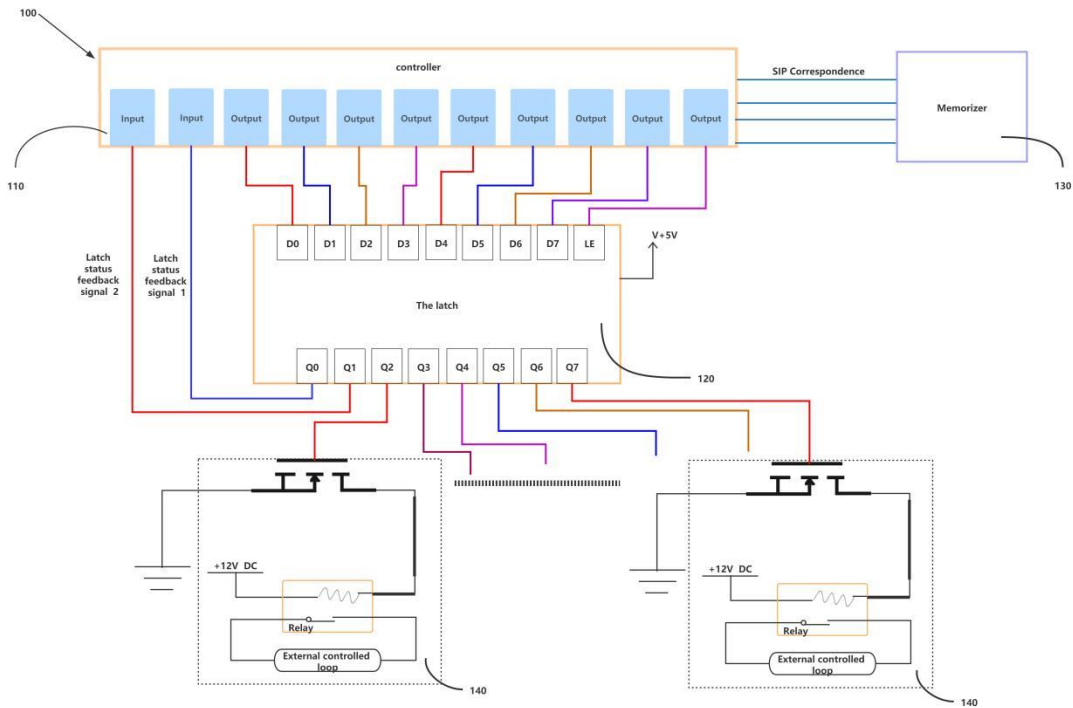 100
controller
SIP Correspondence
Memorizer
Input
Input
Output
Output
Output
Output
Output
Output
Output
Output
Output
110
130
D0
D1
D2
D3
D4
D5
D6
D7
LE
V+5V
Latch
status
feedback
signal 2
Latch
status
feedback
signal 1
The latch
Q0
Q1
Q2
Q3
Q4
Q5
Q6
Q7
120
+12V DC
Relay
External controlled
loop
140
+12V DC
Relay
External controlled
loop
140